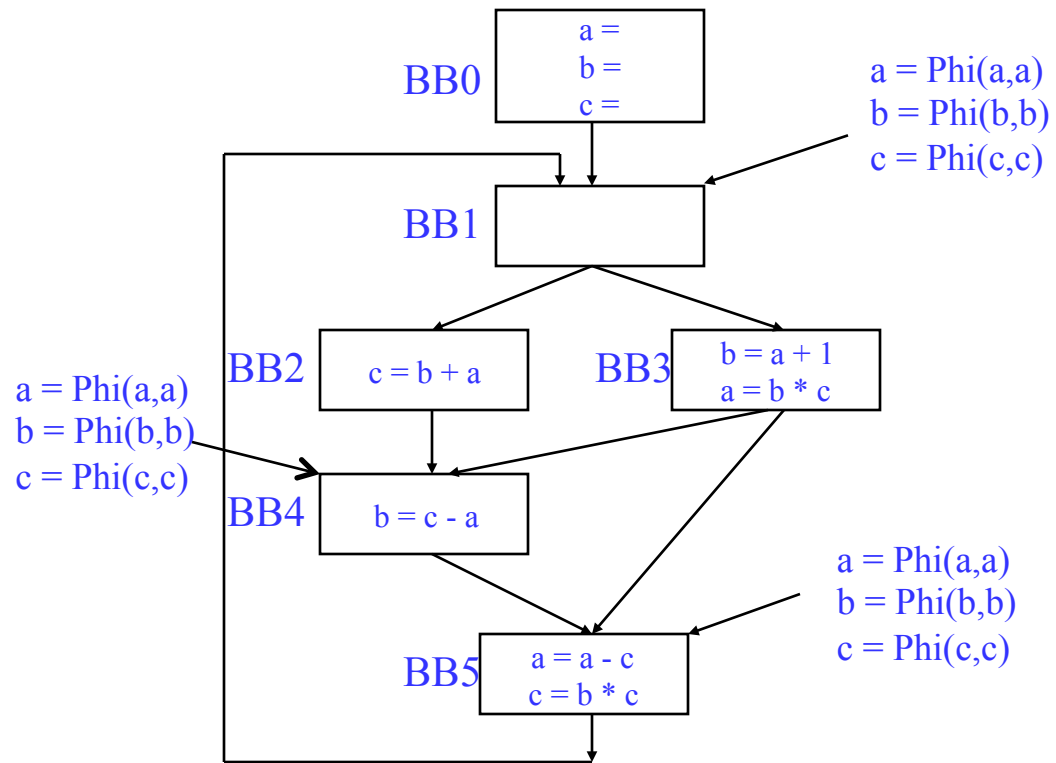 BB0
a =
b =
c =
a = Phi(a,a)
b = Phi(b,b)
c = Phi(c,c)
BB1
BB2
c = b + a
BB3
b = a + 1
a = b * c
a = Phi(a,a)
b = Phi(b,b)
c = Phi(c,c)
BB4
b = c - a
a = Phi(a,a)
b = Phi(b,b)
c = Phi(c,c)
BB5
a = a - c
c = b * c